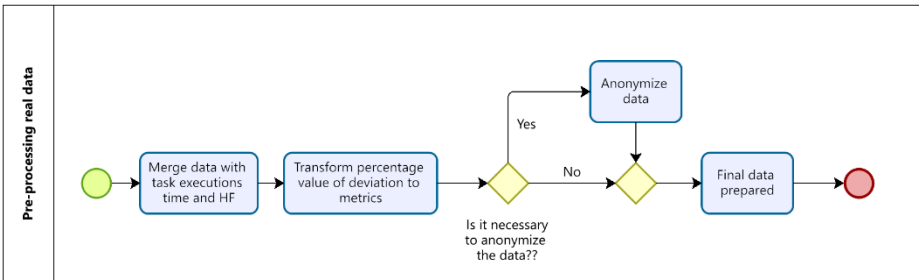 Pre-processing real data
Merge data with
task executions
time and HF
Transform percentage
value of deviation to
metrics
Is it necessary
to anonymize
the data??
Yes
No
Anonymize
data
Final data
prepared